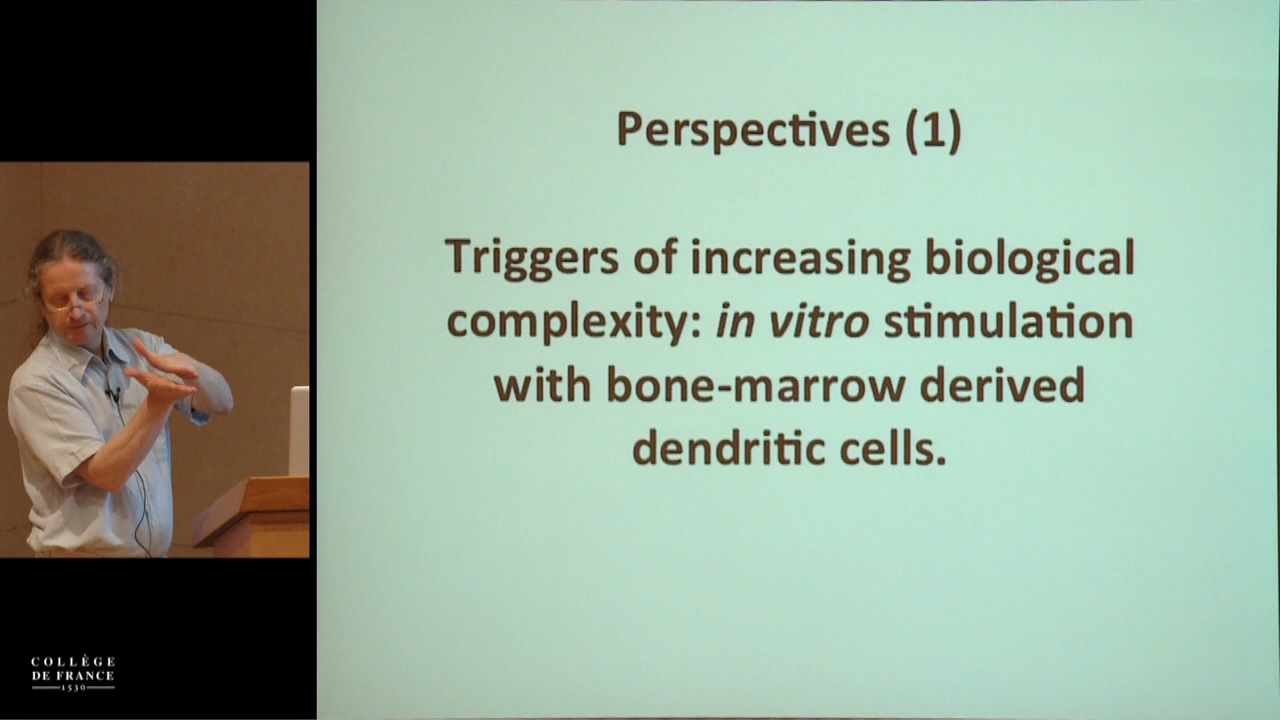 Perspectives (1)
Triggers of increasing biological
complexity: in vitro stimulation
with bone-marrow derived
dendritic cells.
COLLÈGE
DE FRANCE
1530